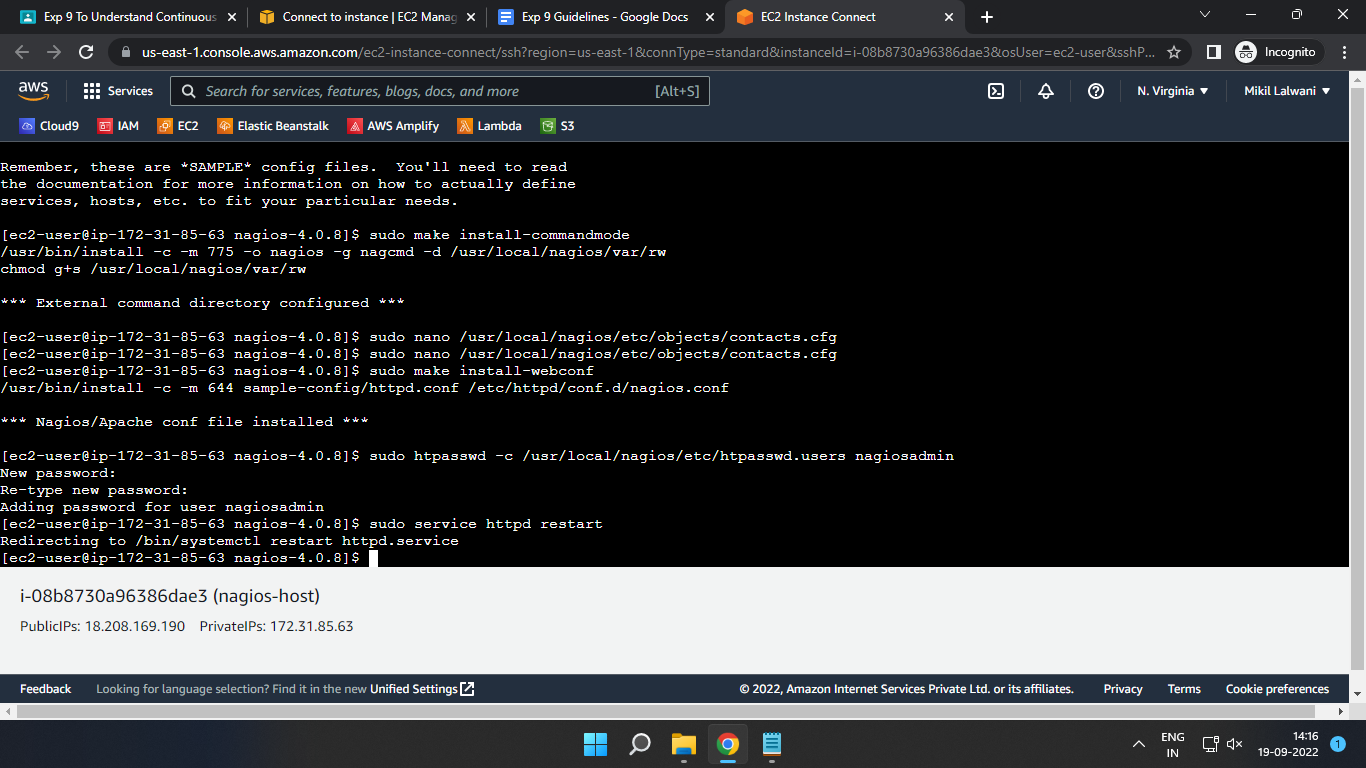 Exp 9 To Understand Continuous
Connect to instance | EC2 Manag
Exp 9 Guidelines - Google Docs
EC2 Instance Connect
us-east-1.console.aws.amazon.com/ec2-instance-connect/ssh?region=us-east-1&connType=standard&instanceId=i-08b8730a96386dae3&osUser=ec2-user&sshP...
Incognito
aws
Services
Search for services, features, blogs, docs, and more
[Alt+S]
N. Virginia
Mikil Lalwani
Cloud9
IAM
EC2
Elastic Beanstalk
AWS Amplify
Lambda
S3
Remember, these are *SAMPLE* config files.  You'll need to read
the documentation for more information on how to actually define
services, hosts, etc. to fit your particular needs.
[ec2-user@ip-172-31-85-63 nagios-4.0.8]$ sudo make install-commandmode
/usr/bin/install -c -m 775 -o nagios -g nagcmd -d /usr/local/nagios/var/rw
chmod g+s /usr/local/nagios/var/rw
*** External command directory configured ***
[ec2-user@ip-172-31-85-63 nagios-4.0.8]$ sudo nano /usr/local/nagios/etc/objects/contacts.cfg
[ec2-user@ip-172-31-85-63 nagios-4.0.8]$ sudo nano /usr/local/nagios/etc/objects/contacts.cfg
[ec2-user@ip-172-31-85-63 nagios-4.0.8]$ sudo make install-webconf
/usr/bin/install -c -m 644 sample-config/httpd.conf /etc/httpd/conf.d/nagios.conf
*** Nagios/Apache conf file installed ***
[ec2-user@ip-172-31-85-63 nagios-4.0.8]$ sudo htpasswd -c /usr/local/nagios/etc/htpasswd.users nagiosadmin
New password:
Re-type new password:
Adding password for user nagiosadmin
[ec2-user@ip-172-31-85-63 nagios-4.0.8]$ sudo service httpd restart
Redirecting to /bin/systemctl restart httpd.service
[ec2-user@ip-172-31-85-63 nagios-4.0.8]$
i-08b8730a96386dae3 (nagios-host)
PublicIPs: 18.208.169.190 PrivateIPs: 172.31.85.63
Feedback
Looking for language selection? Find it in the new Unified Settings
© 2022, Amazon Internet Services Private Ltd. or its affiliates.
Privacy
Terms
Cookie preferences
ENG
IN
14:16
19-09-2022
1